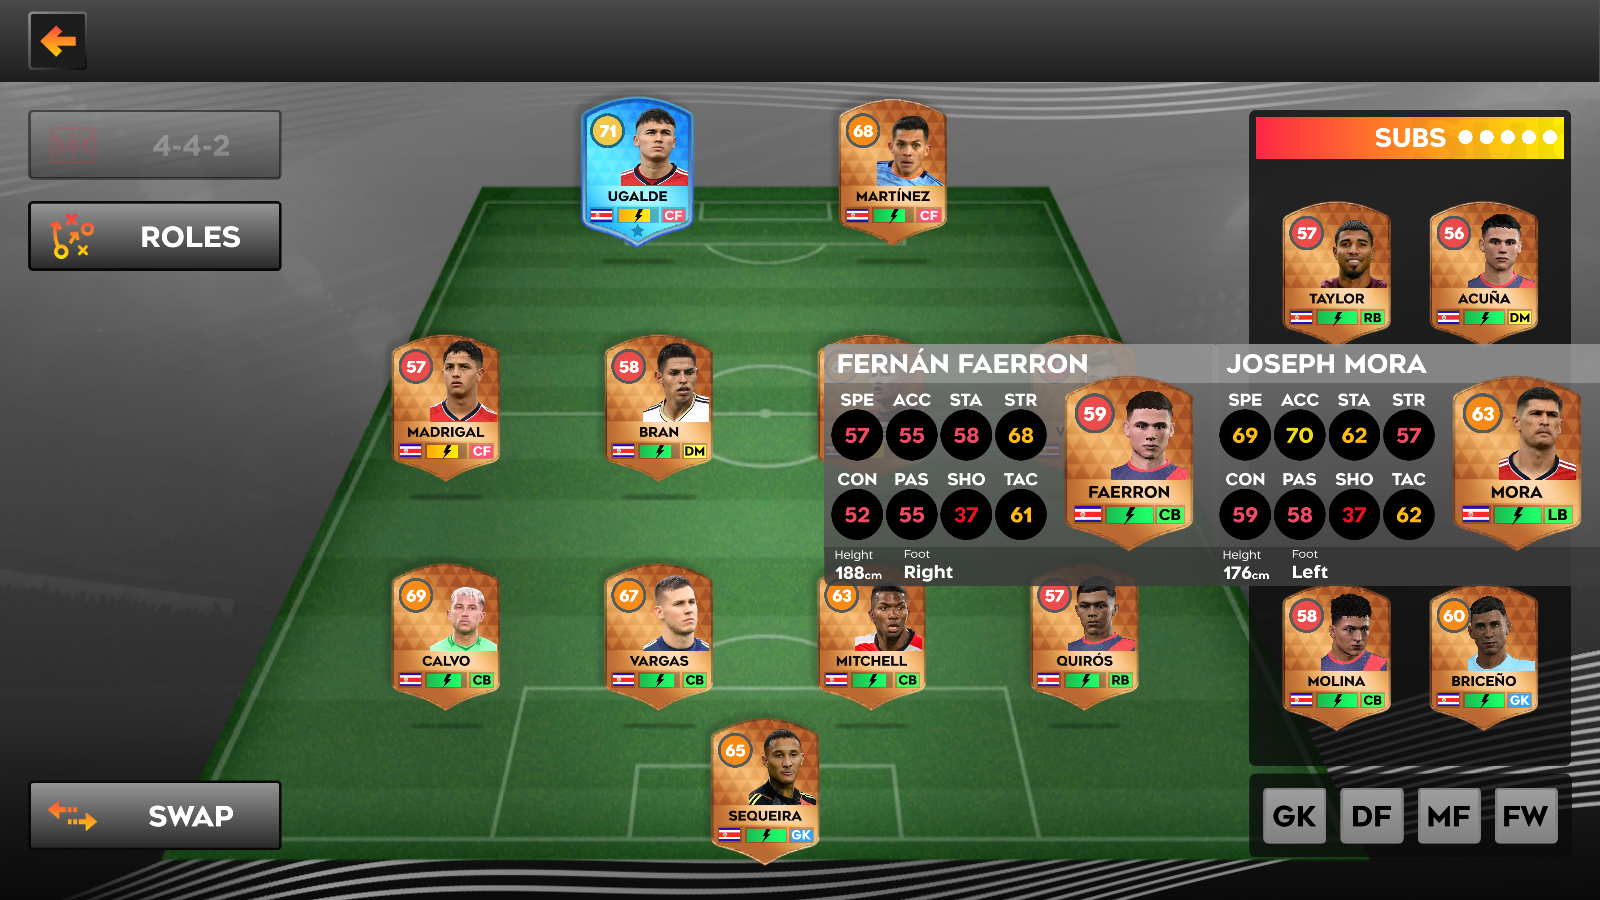 4-4-2
ROLES
SUBS
71
UGALDE
CF
68
MARTÍNEZ
CF
57
TAYLOR
RB
56
ACUÑA
DM
57
MADRIGAL
CF
58
BRAN
DM
FERNÁN FAERRON
SPE ACC STA STR
57 55 58 68
CON PAS SHO TAC
52 55 37 61
Height
188cm
Foot
Right
59
FAERRON
CB
JOSEPH MORA
SPE ACC STA STR
69 70 62 57
CON PAS SHO TAC
59 58 37 62
Height
176cm
Foot
Left
63
MORA
LB
69
CALVO
CB
67
VARGAS
CB
63
MITCHELL
CB
57
QUIRÓS
RB
58
MOLINA
CB
60
BRICEÑO
GK
65
SEQUEIRA
GK
SWAP
GK DF MF FW